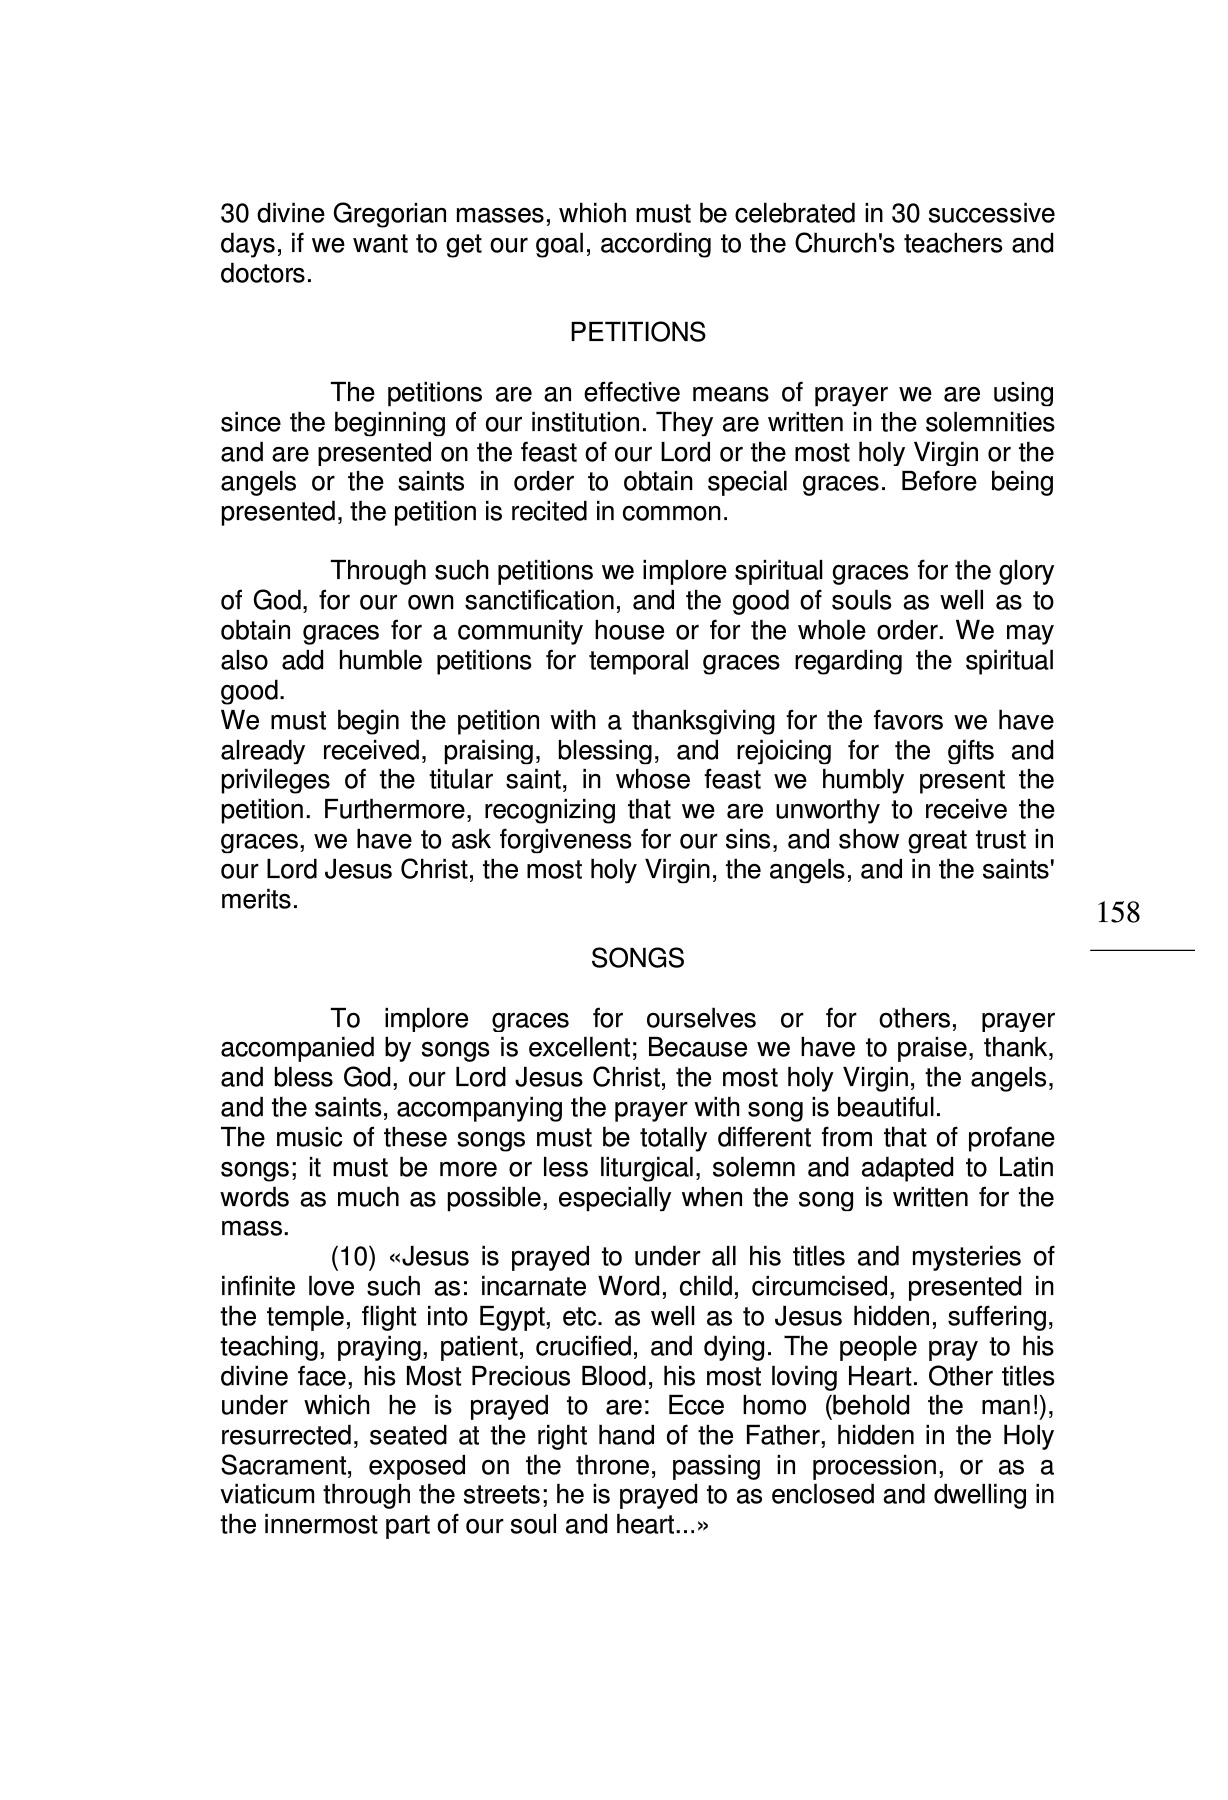 30 divine Gregorian masses, whioh must be celebrated in 30 successive
days, if we want to get our goal, according to the Church's teachers and
doctors.
PETITIONS
The petitions are an effective means of prayer we are using
since the beginning of our institution. They are written in the solemnities
and are presented on the feast of our Lord or the most holy Virgin or the
angels or the saints in order to obtain special graces. Before being
presented, the petition is recited in common.
Through such petitions we implore spiritual graces for the glory
of God, for our own sanctification, and the good of souls as well as to
obtain graces for a community house or for the whole order. We may
also add humble petitions for temporal graces regarding the spiritual
good.
We must begin the petition with a thanksgiving for the favors we have
already received, praising, blessing, and rejoicing for the gifts and
privileges of the titular saint, in whose feast we humbly present the
petition. Furthermore, recognizing that we are unworthy to receive the
graces, we have to ask forgiveness for our sins, and show great trust in
our Lord Jesus Christ, the most holy Virgin, the angels, and in the saints'
merits.
158
SONGS
To implore graces for ourselves or for others, prayer
accompanied by songs is excellent; Because we have to praise, thank,
and bless God, our Lord Jesus Christ, the most holy Virgin, the angels,
and the saints, accompanying the prayer with song is beautiful.
The music of these songs must be totally different from that of profane
songs; it must be more or less liturgical, solemn and adapted to Latin
words as much as possible, especially when the song is written for the
mass.
(10) «Jesus is prayed to under all his titles and mysteries of
infinite love such as: incarnate Word, child, circumcised, presented in
the temple, flight into Egypt, etc. as well as to Jesus hidden, suffering,
teaching, praying, patient, crucified, and dying. The people pray to his
divine face, his Most Precious Blood, his most loving Heart. Other titles
under which he is prayed to are: Ecce homo (behold the man!),
resurrected, seated at the right hand of the Father, hidden in the Holy
Sacrament, exposed on the throne, passing in procession, or as a
viaticum through the streets; he is prayed to as enclosed and dwelling in
the innermost part of our soul and heart...»